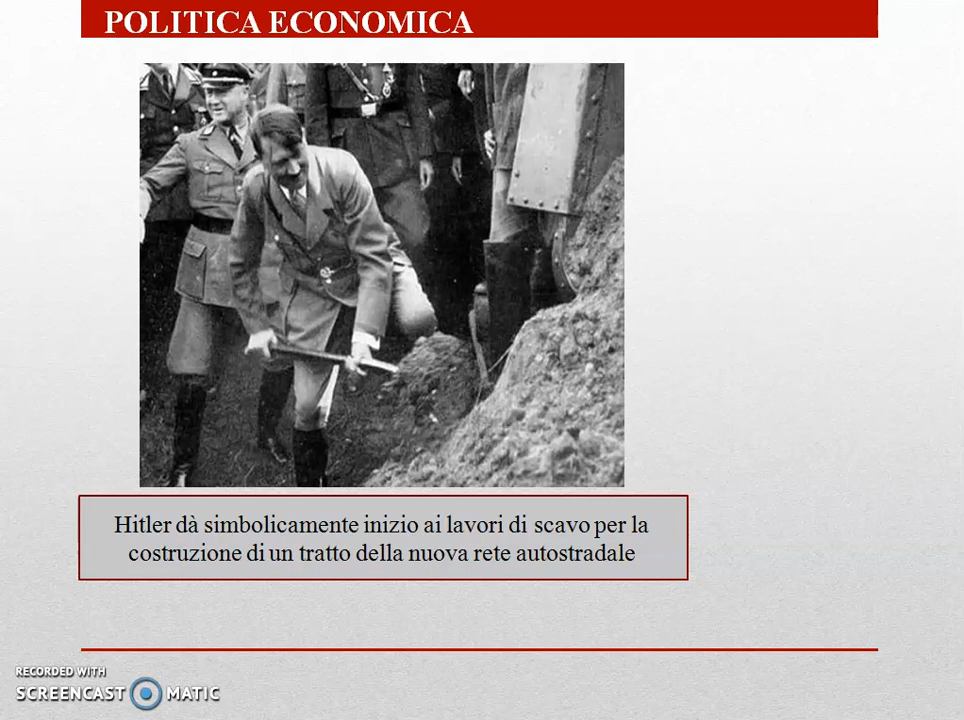 POLITICA ECONOMICA
Hitler dà simbolicamente inizio ai lavori di scavo per la
costruzione di un tratto della nuova rete autostradale
RECORDED WITH
SCREENCAST MATIC